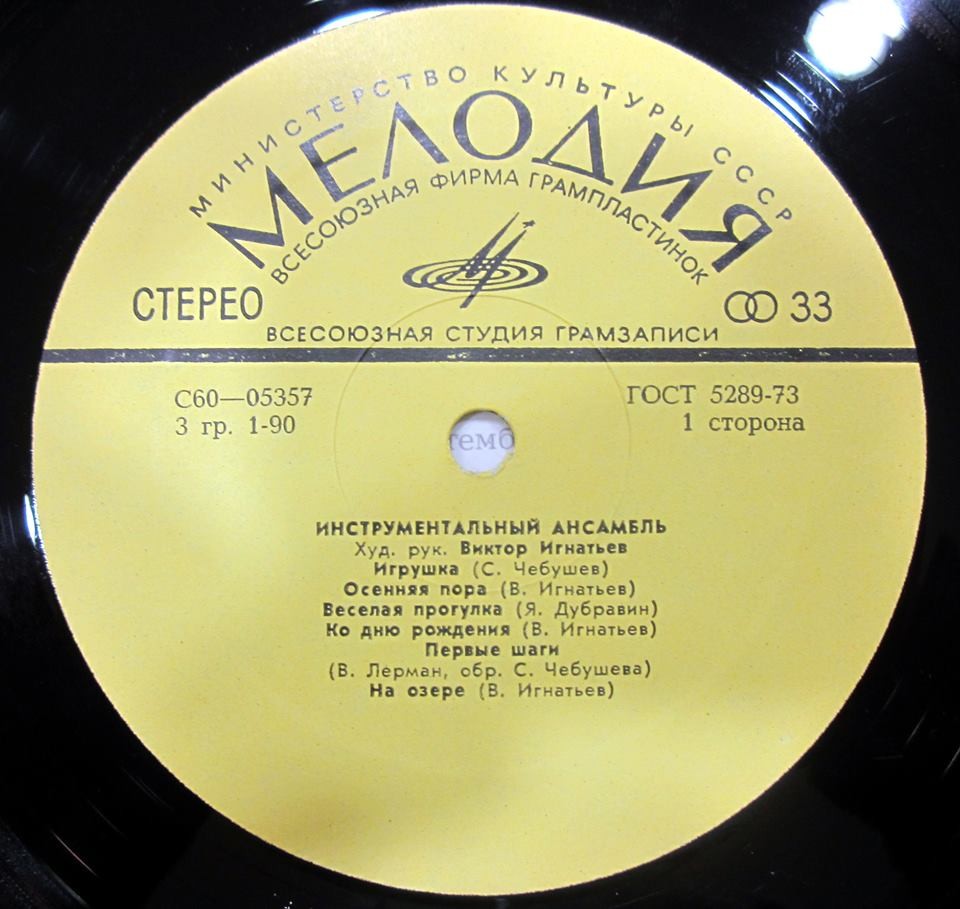 МИНИСТЕРСТВО КУЛЬТУРЫ СССР
МЕЛОДИЯ
ВСЕСОЮЗНАЯ ФИРМА ГРАМПЛАСТИНОК
СТЕРЕО
33
ВСЕСОЮЗНАЯ СТУДИЯ ГРАМЗАПИСИ
С60—05357
ГОСТ 5289-73
3 гр. 1-90
1 сторона
темб
ИНСТРУМЕНТАЛЬНЫЙ АНСАМБЛЬ
Худ. рук. Виктор Игнатьев
Игрушка (С. Чебушев)
Осенняя пора (В. Игнатьев)
Веселая прогулка (Я. Дубравин)
Ко дню рождения (В. Игнатьев)
Первые шаги
(В. Лерман, обр. С. Чебушева)
На озере (В. Игнатьев)